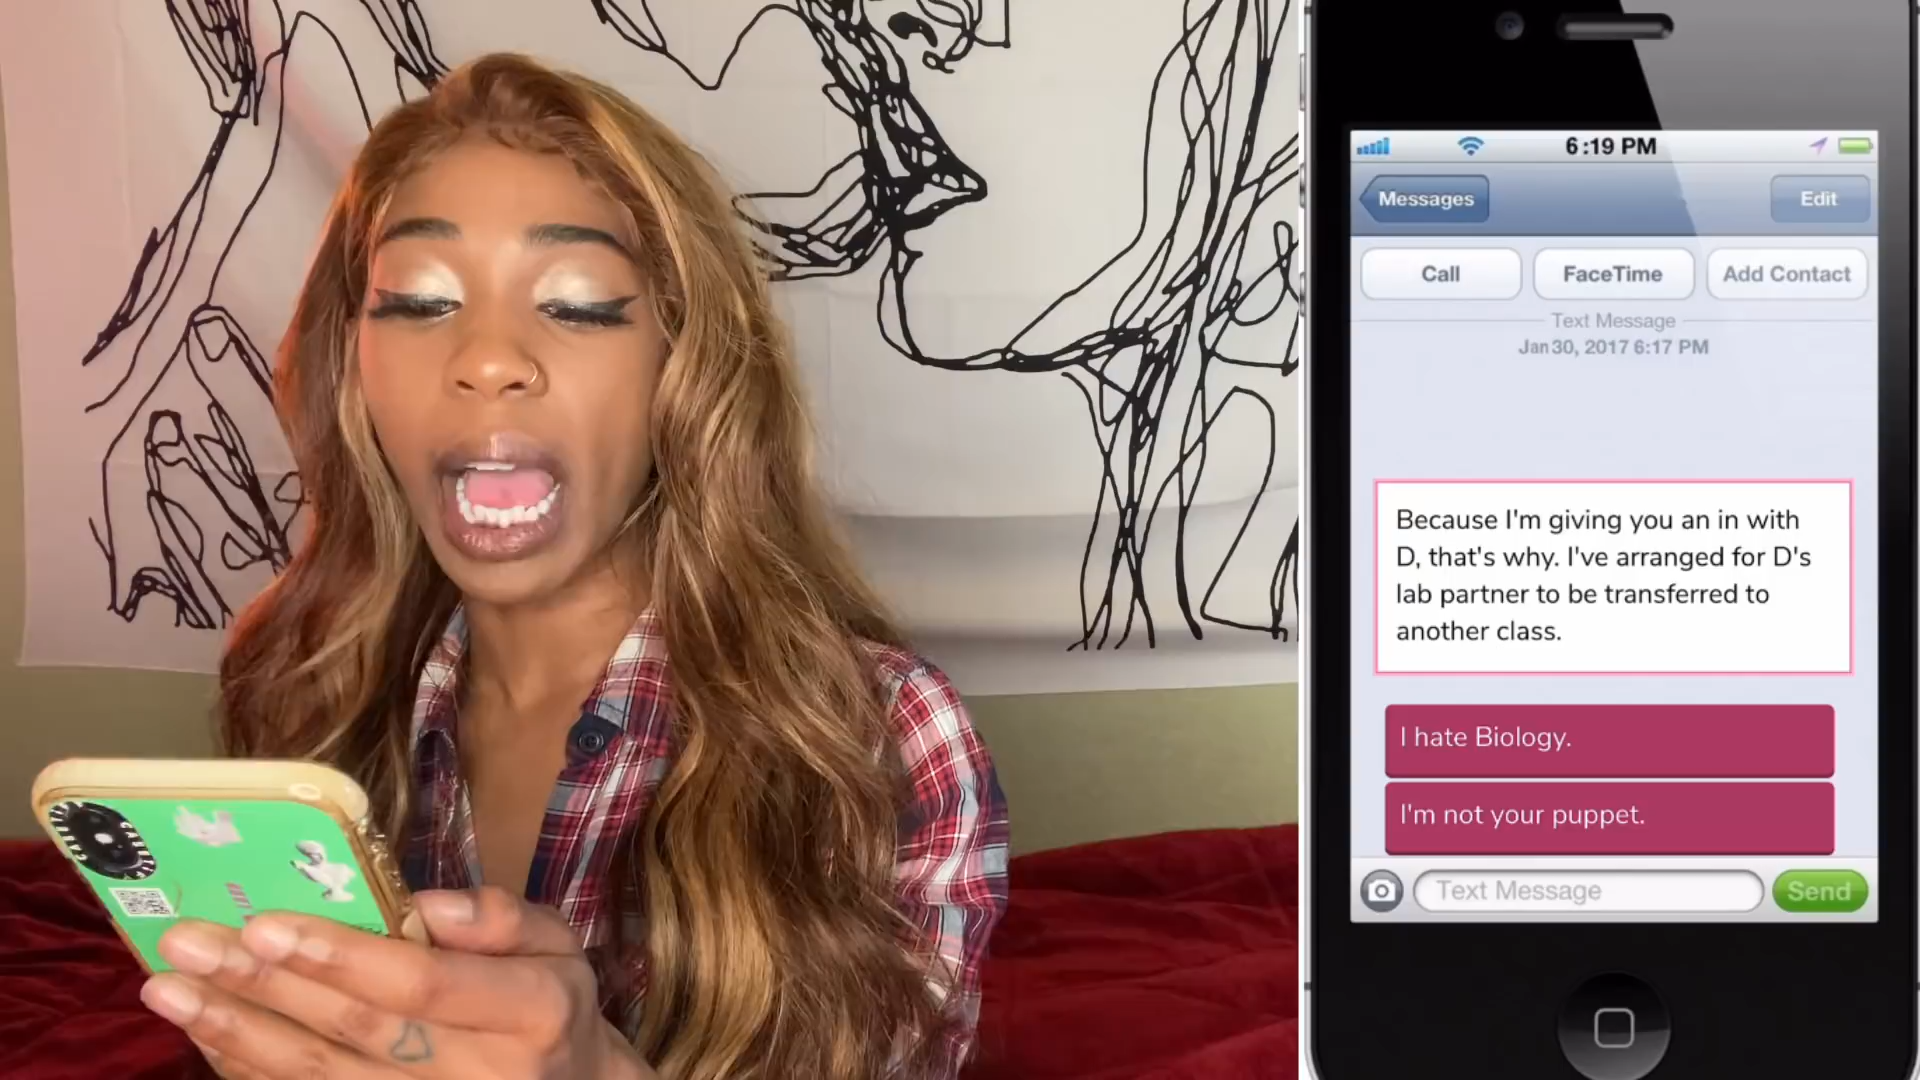 6:19 PM
Messages
Edit
Call
FaceTime
Add Contact
Text Message
Jan 30, 2017 6:17 PM
Because I'm giving you an in with
D, that's why. I've arranged for D's
lab partner to be transferred to
another class.
I hate Biology.
I'm not your puppet.
Text Message
Send